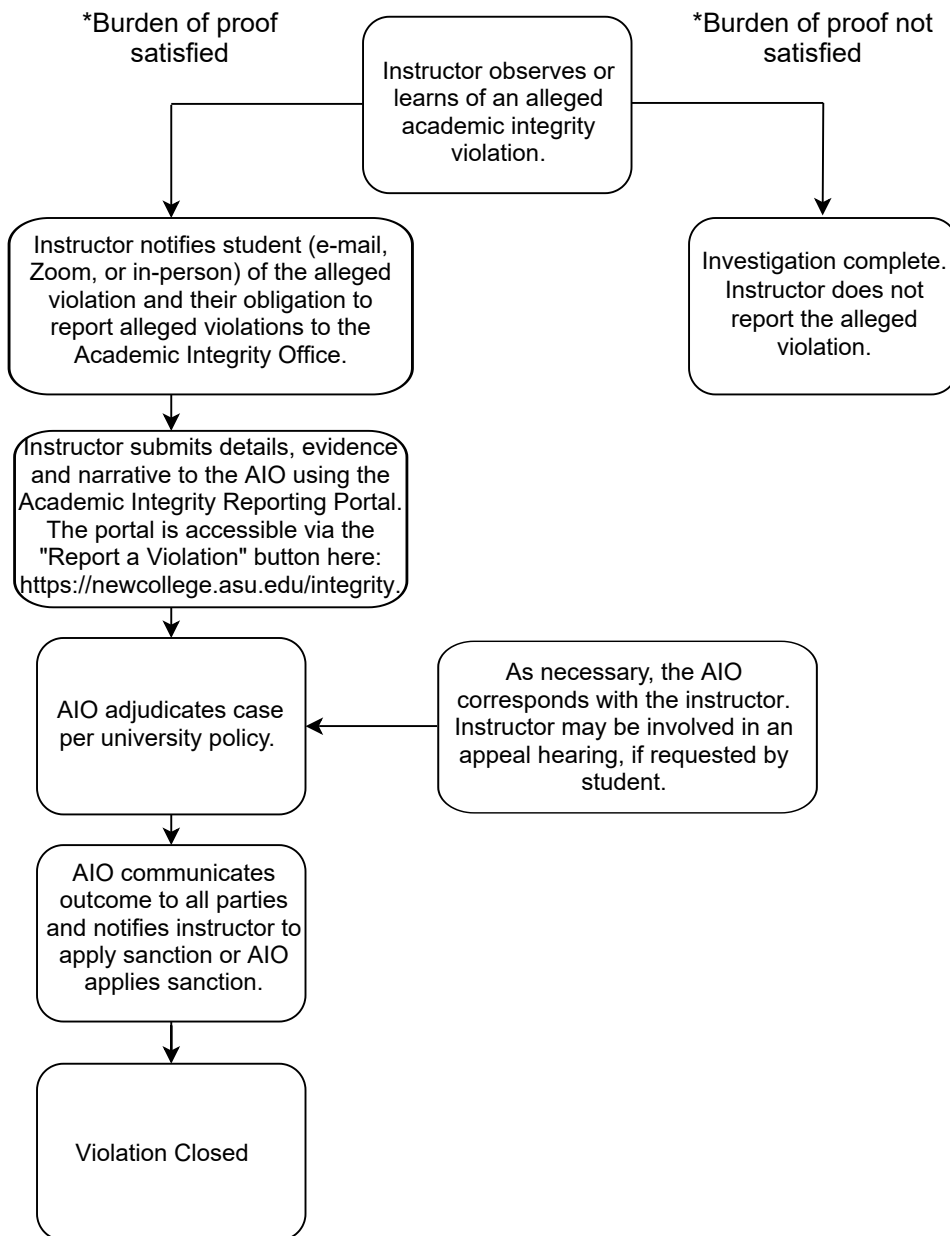 *Burden of proof
satisfied
*Burden of proof not
satisfied
Instructor observes or
learns of an alleged
academic integrity
violation.
Instructor notifies student (e-mail,
Zoom, or in-person) of the alleged
violation and their obligation to
report alleged violations to the
Academic Integrity Office.
Investigation complete.
Instructor does not
report the alleged
violation.
Instructor submits details, evidence
and narrative to the AIO using the
Academic Integrity Reporting Portal.
The portal is accessible via the
"Report a Violation" button here:
https://newcollege.asu.edu/integrity.
AIO adjudicates case
per university policy.
As necessary, the AIO
corresponds with the instructor.
Instructor may be involved in an
appeal hearing, if requested by
student.
AIO communicates
outcome to all parties
and notifies instructor to
apply sanction or AIO
applies sanction.
Violation Closed